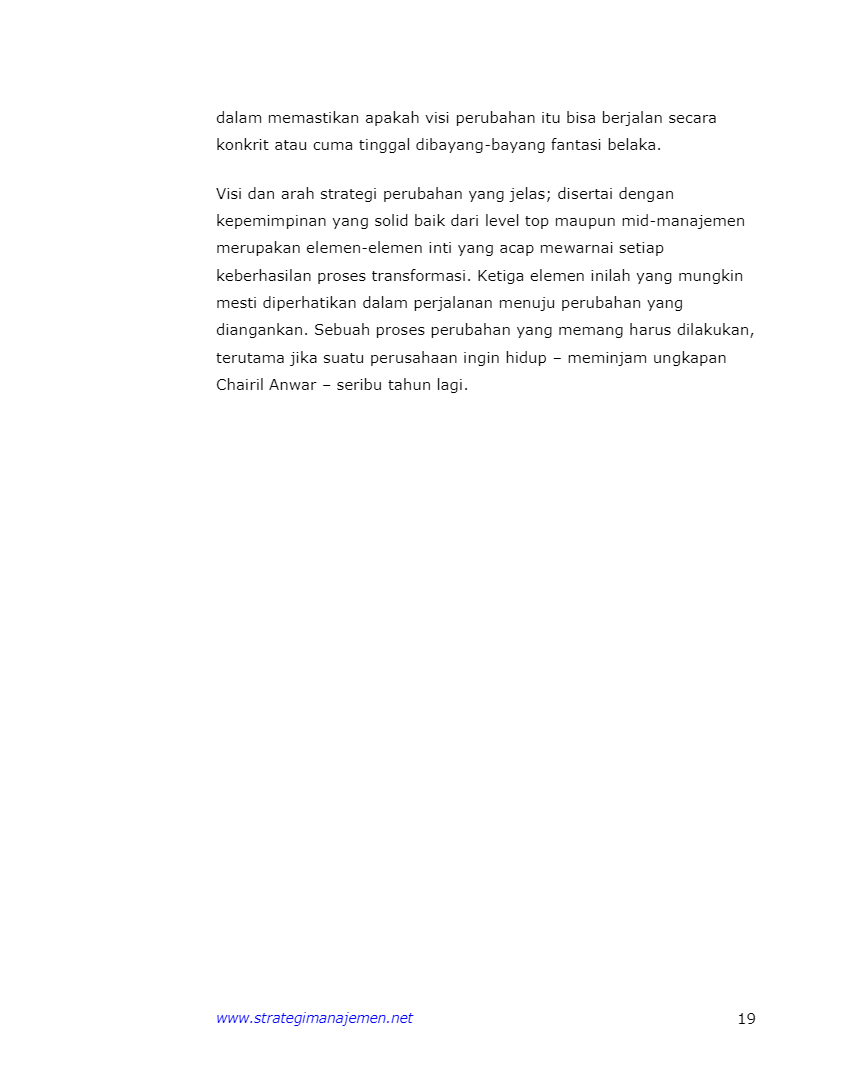 dalam memastikan apakah visi perubahan itu bisa berjalan secara
konkrit atau cuma tinggal dibayang-bayang fantasi belaka.
Visi dan arah strategi perubahan yang jelas; disertai dengan
kepemimpinan yang solid baik dari level top maupun mid-manajemen
merupakan elemen-elemen inti yang acap mewarnai setiap
keberhasilan proses transformasi. Ketiga elemen inilah yang mungkin
mesti diperhatikan dalam perjalanan menuju perubahan yang
diangankan. Sebuah proses perubahan yang memang harus dilakukan,
terutama jika suatu perusahaan ingin hidup – meminjam ungkapan
Chairil Anwar – seribu tahun lagi.
www.strategimanajemen.net 19